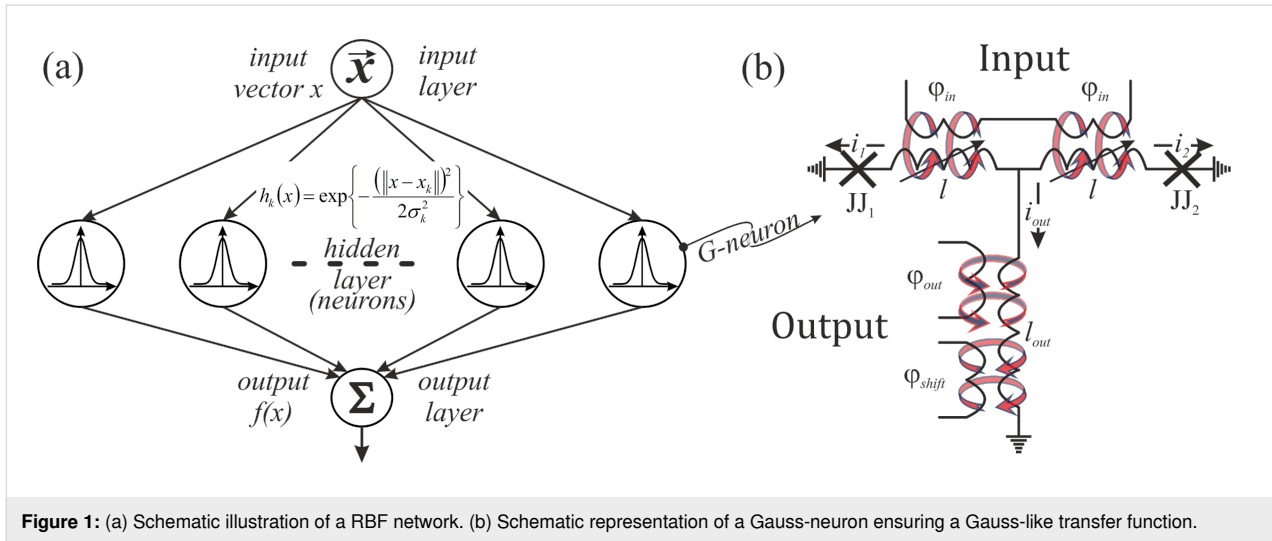 (a)
input
vector x
x⃗
input
layer
h_k(x) = exp{-(‖x-x_k‖)²/2σ_k²}
hidden
layer
(neurons)
G-neuron
output
f(x)
Σ
output
layer
(b)
Input
φ_in
φ_in
i_1
i_2
JJ_1
l
l
JJ_2
i_out
φ_out
Output
l_out
φ_shift
Figure 1: (a) Schematic illustration of a RBF network. (b) Schematic representation of a Gauss-neuron ensuring a Gauss-like transfer function.